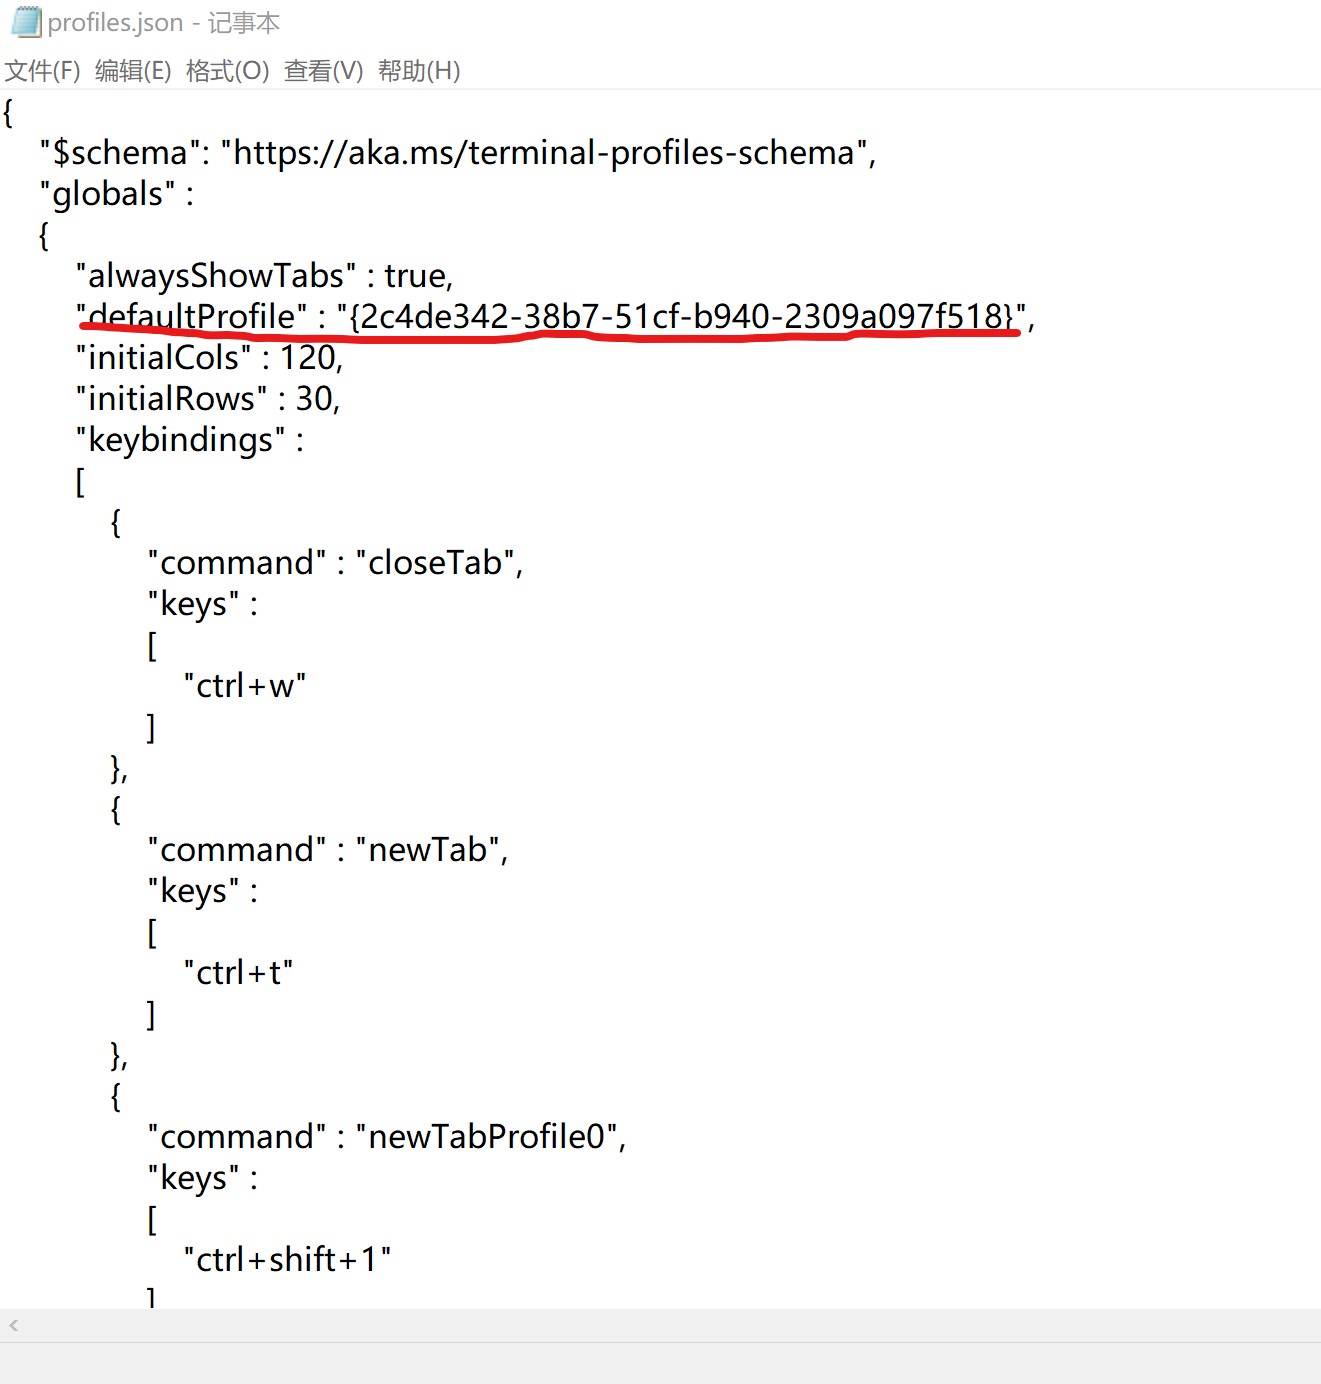 profiles.json - 记事本
文件(F) 编辑(E) 格式(O) 查看(V) 帮助(H)
{
"$schema": "https://aka.ms/terminal-profiles-schema",
"globals" :
{
"alwaysShowTabs" : true,
"defaultProfile" : "{2c4de342-38b7-51cf-b940-2309a097f518}",
"initialCols" : 120,
"initialRows" : 30,
"keybindings" :
[
{
"command" : "closeTab",
"keys" :
[
"ctrl+w"
]
},
{
"command" : "newTab",
"keys" :
[
"ctrl+t"
]
},
{
"command" : "newTabProfile0",
"keys" :
[
"ctrl+shift+1"
]